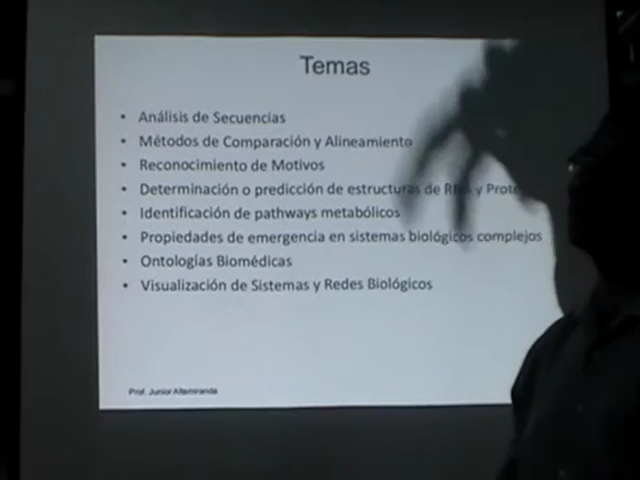 Temas
• Análisis de Secuencias
• Métodos de Comparación y Alineamiento
• Reconocimiento de Motivos
• Determinación o predicción de estructuras de y
• Identificación de pathways metabólicos
• Propiedades de emergencia en sistemas biológicos complejos
• Ontologías Biomédicas
• Visualización de Sistemas y Redes Biológicos
Prof. Junior Altamiranda